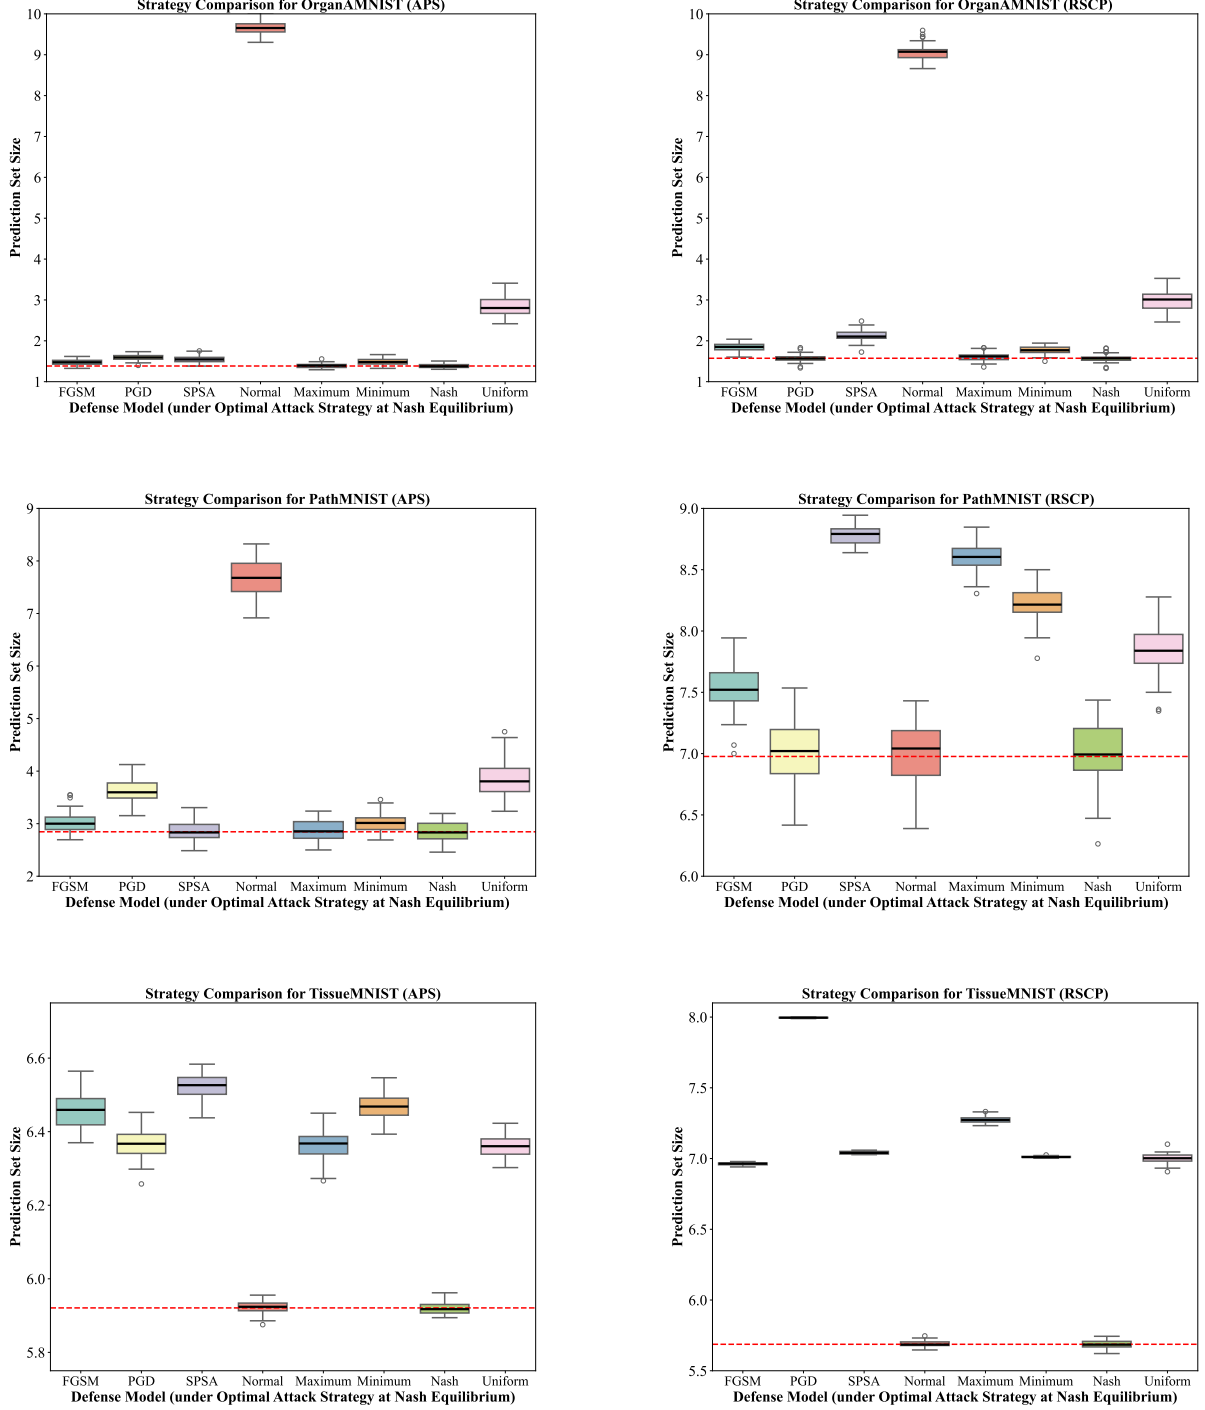 Strategy Comparison for OrganAMNIST (APS)
10
9
8
7
6
5
4
3
2
1
Prediction Set Size
FGSM PGD SPSA Normal Maximum Minimum Nash Uniform
Defense Model (under Optimal Attack Strategy at Nash Equilibrium)
Strategy Comparison for OrganAMNIST (RSCP)
10
9
8
7
6
5
4
3
2
1
Prediction Set Size
FGSM PGD SPSA Normal Maximum Minimum Nash Uniform
Defense Model (under Optimal Attack Strategy at Nash Equilibrium)
Strategy Comparison for PathMNIST (APS)
9
8
7
6
5
4
3
2
Prediction Set Size
FGSM PGD SPSA Normal Maximum Minimum Nash Uniform
Defense Model (under Optimal Attack Strategy at Nash Equilibrium)
Strategy Comparison for PathMNIST (RSCP)
9.0
8.5
8.0
7.5
7.0
6.5
6.0
Prediction Set Size
FGSM PGD SPSA Normal Maximum Minimum Nash Uniform
Defense Model (under Optimal Attack Strategy at Nash Equilibrium)
Strategy Comparison for TissueMNIST (APS)
6.6
6.4
6.2
6.0
5.8
Prediction Set Size
FGSM PGD SPSA Normal Maximum Minimum Nash Uniform
Defense Model (under Optimal Attack Strategy at Nash Equilibrium)
Strategy Comparison for TissueMNIST (RSCP)
8.0
7.5
7.0
6.5
6.0
5.5
Prediction Set Size
FGSM PGD SPSA Normal Maximum Minimum Nash Uniform
Defense Model (under Optimal Attack Strategy at Nash Equilibrium)